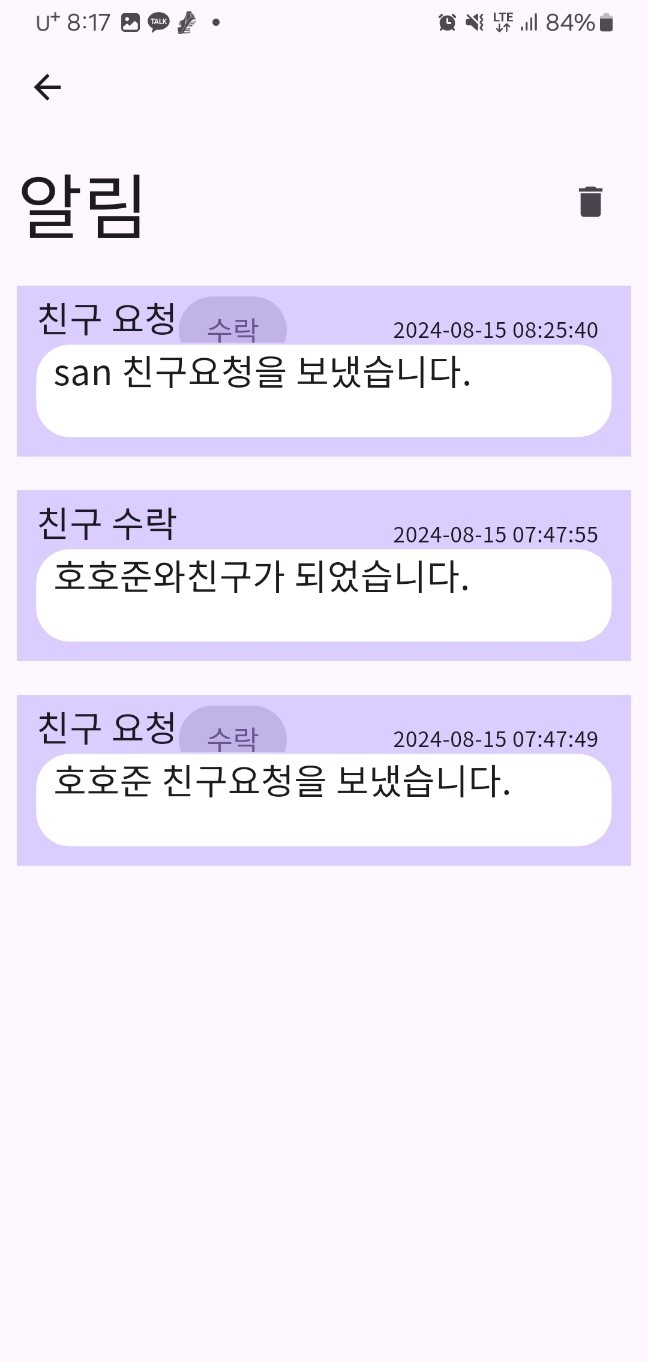 U+ 8:17 TALK LTE 84%
알림
친구 요청 수락 2024-08-15 08:25:40
san 친구요청을 보냈습니다.
친구 수락 2024-08-15 07:47:55
호호준와친구가 되었습니다.
친구 요청 수락 2024-08-15 07:47:49
호호준 친구요청을 보냈습니다.